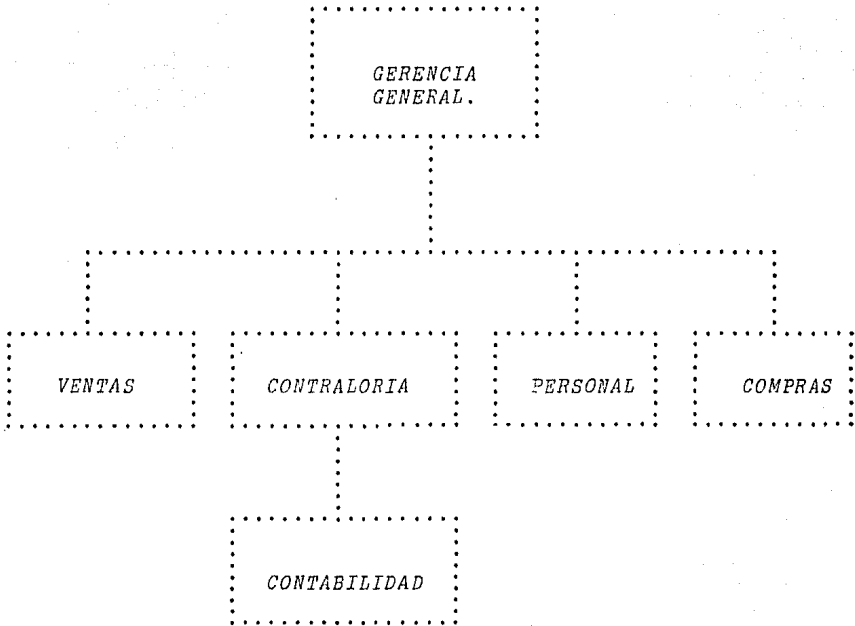 GERENCIA
GENERAL.
VENTAS
CONTRALORIA
PERSONAL
COMPRAS
CONTABILIDAD